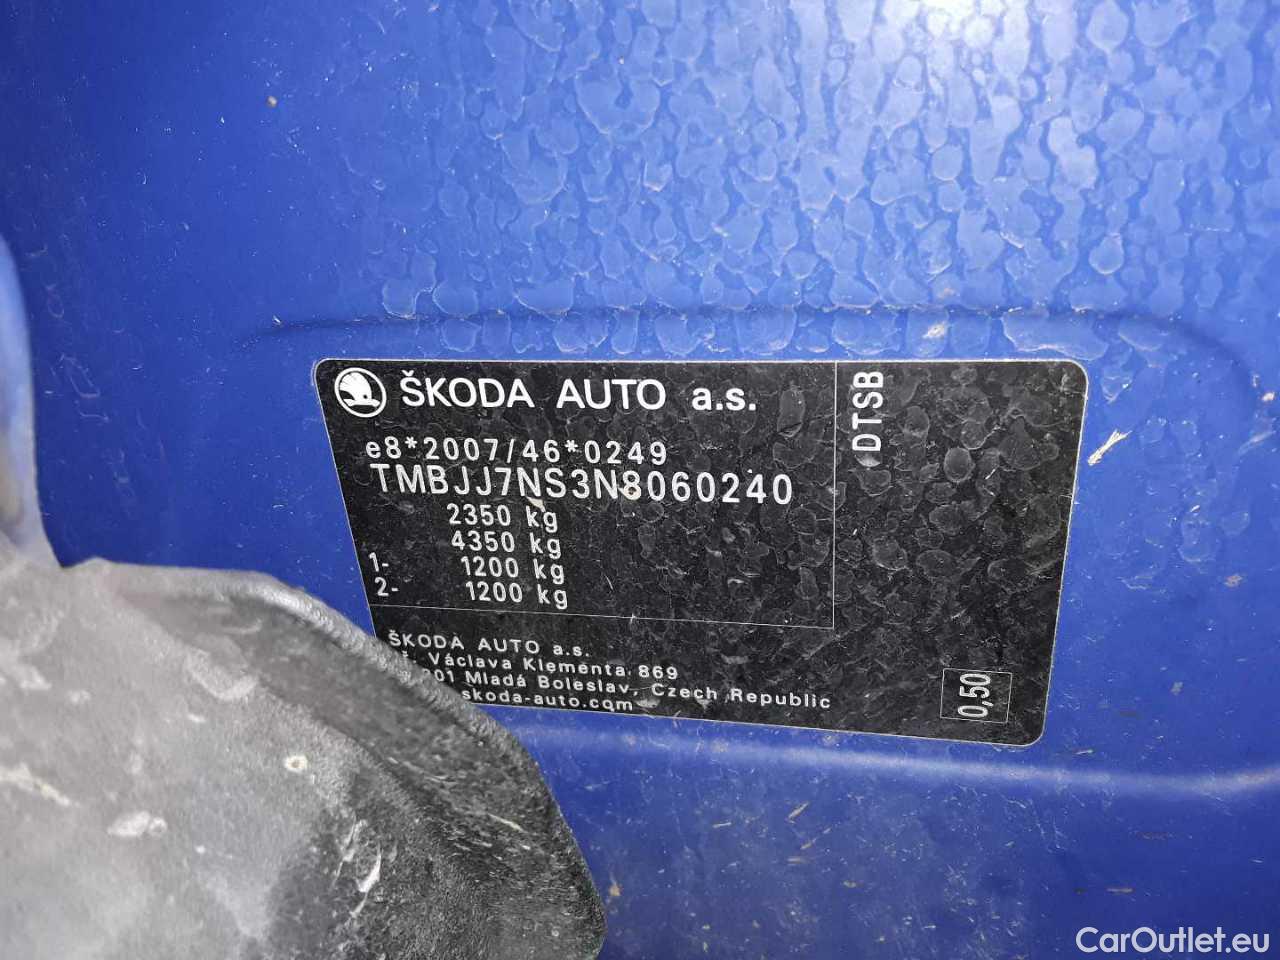 ŠKODA AUTO a.s.
DTSB
e8*2007/46*0249
TMBJJ7NS3N8060240
2350 kg
4350 kg
1- 1200 kg
2- 1200 kg
ŠKODA AUTO a.s.
Václava Klementa 869
001 Mladá Boleslav, Czech Republic
skoda-auto.com
0,50
CarOutlet.eu